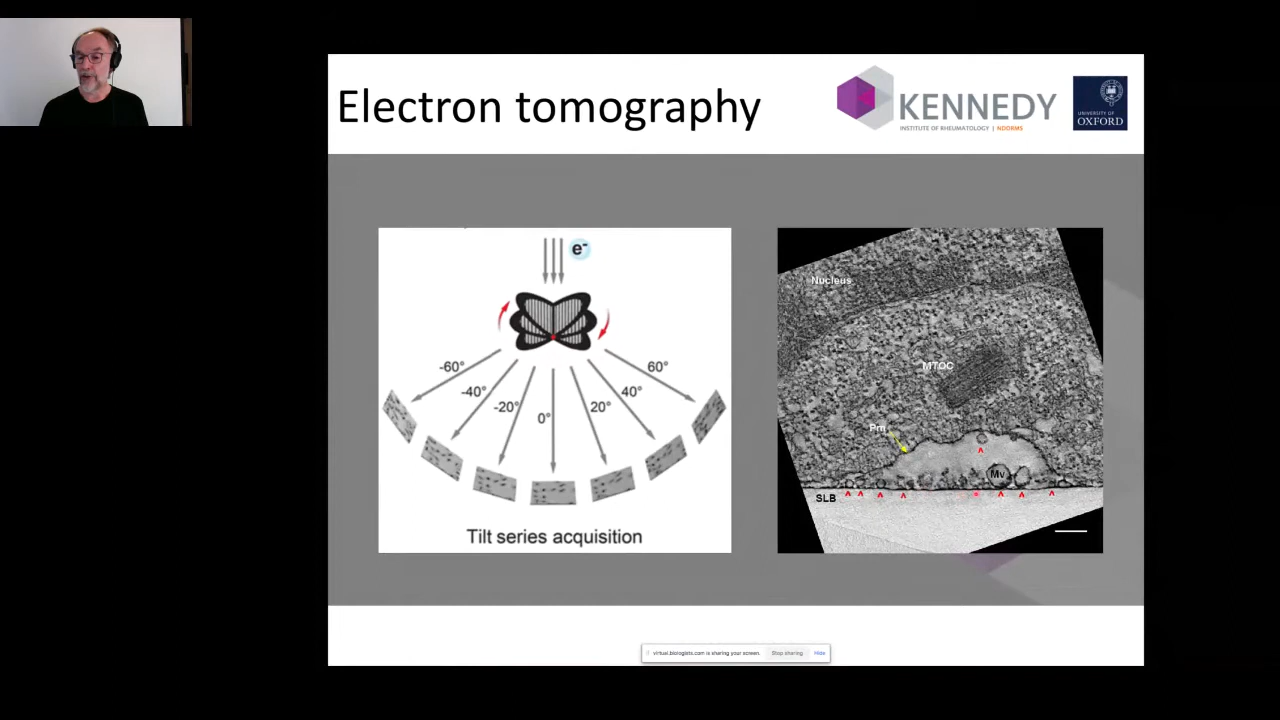 Electron tomography
KENNEDY
INSTITUTE OF RHEUMATOLOGY | NDORMS
UNIVERSITY OF
OXFORD
e-
-60°
-40°
-20°
0°
20°
40°
60°
Tilt series acquisition
Nucleus
MTOC
Pm
Mv
SLB
virtual.biologists.com is sharing your screen.
Stop sharing
Hide